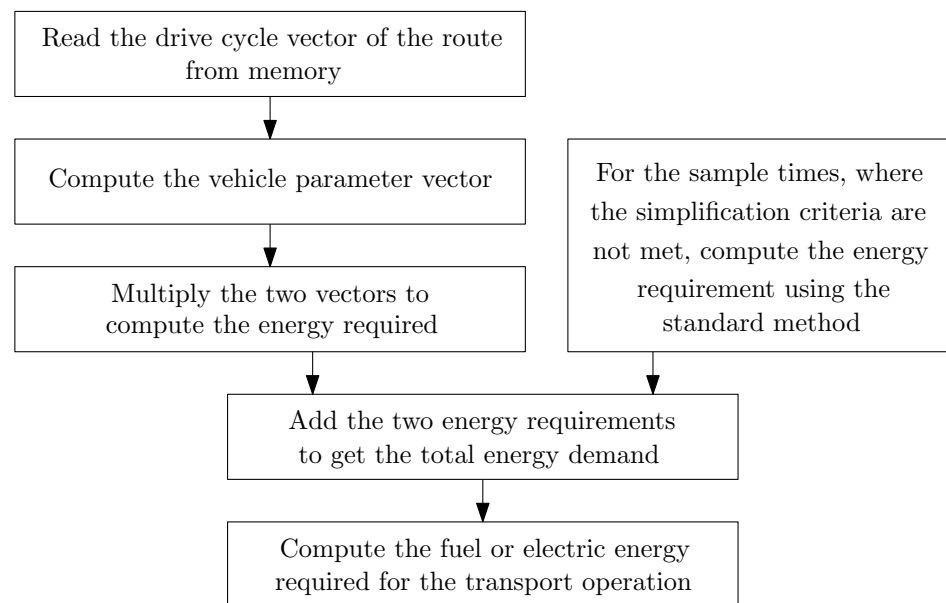 Read the drive cycle vector of the route
from memory
Compute the vehicle parameter vector
Multiply the two vectors to
compute the energy required
For the sample times, where
the simplification criteria are
not met, compute the energy
requirement using the
standard method
Add the two energy requirements
to get the total energy demand
Compute the fuel or electric energy
required for the transport operation